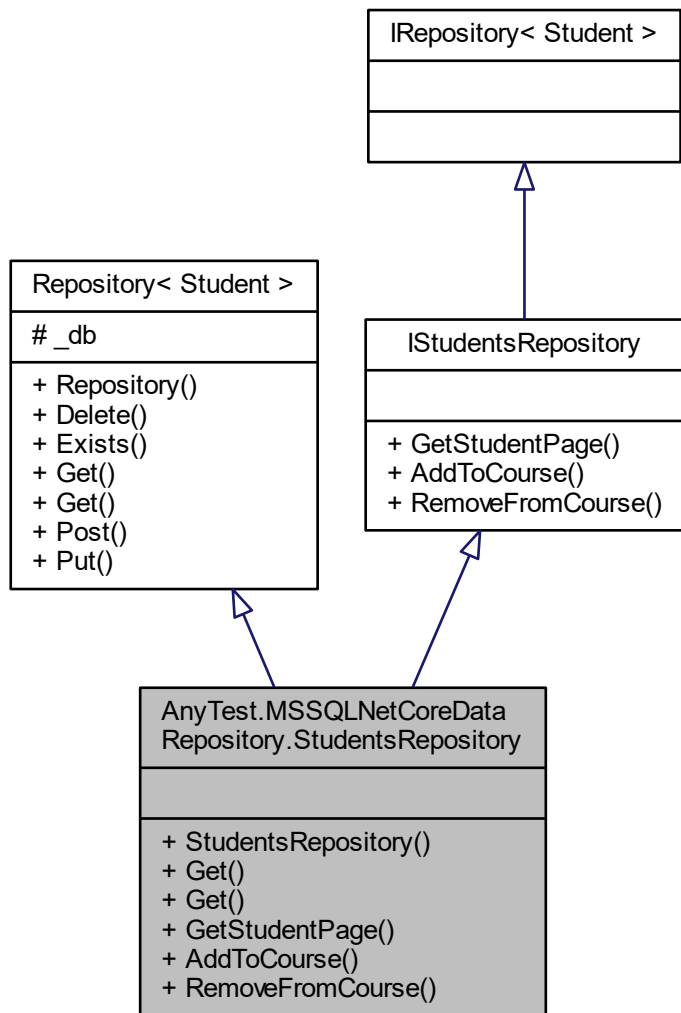 IRepository< Student >
Repository< Student >
# _db
+ Repository()
+ Delete()
+ Exists()
+ Get()
+ Get()
+ Post()
+ Put()
IStudentsRepository
+ GetStudentPage()
+ AddToCourse()
+ RemoveFromCourse()
AnyTest.MSSQLNetCoreData
Repository.StudentsRepository
+ StudentsRepository()
+ Get()
+ Get()
+ GetStudentPage()
+ AddToCourse()
+ RemoveFromCourse()